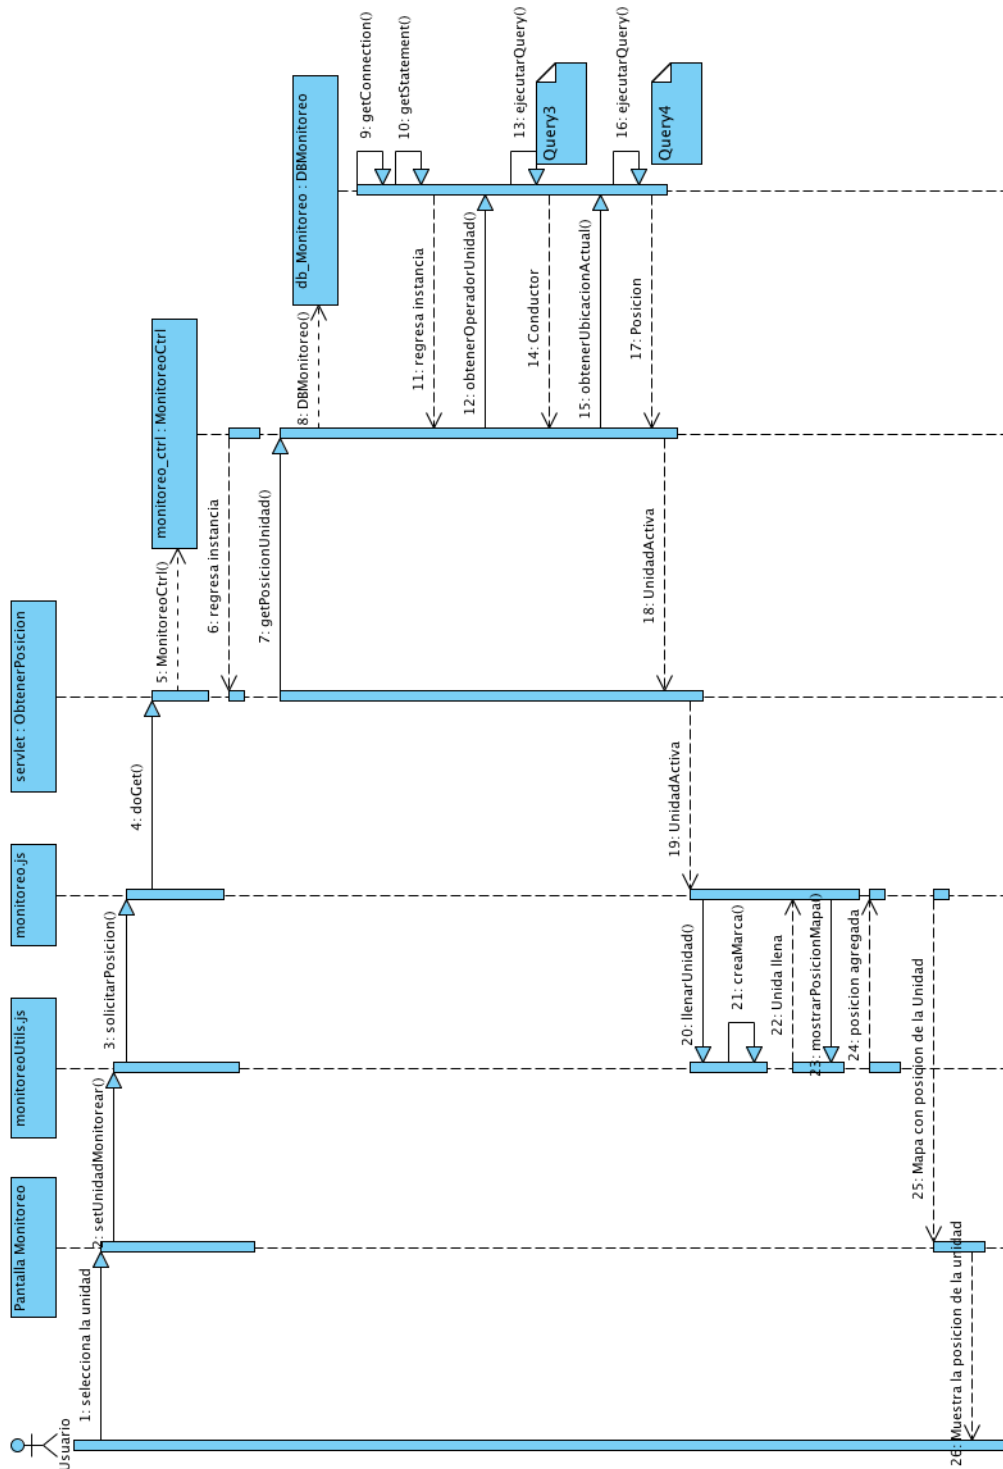 Usuario
Pantalla Monitoreo
monitoreoUtils.js
monitoreo.js
servlet : ObtenerPosicion
monitoreo_ctrl : MonitoreoCtrl
db_Monitoreo : DBMonitoreo
1: selecciona la unidad
2: setUnidadMonitorear()
3: solicitarPosicion()
4: doGet()
5: MonitoreoCtrl()
6: regresa instancia
7: getPosicionUnidad()
8: DBMonitoreo()
9: getConnection()
10: getStatement()
11: regresa instancia
12: obtenerOperadorUnidad()
13: ejecutarQuery()
Query3
14: Conductor
15: obtenerUbicacionActual()
16: ejecutarQuery()
Query4
17: Posicion
18: UnidadActiva
19: UnidadActiva
20: llenarUnidad()
21: creaMarca()
22: Unida llena
23: mostrarPosicionMapa()
24: posicion agregada
25: Mapa con posicion de la Unidad
26: Muestra la posicion de la unidad